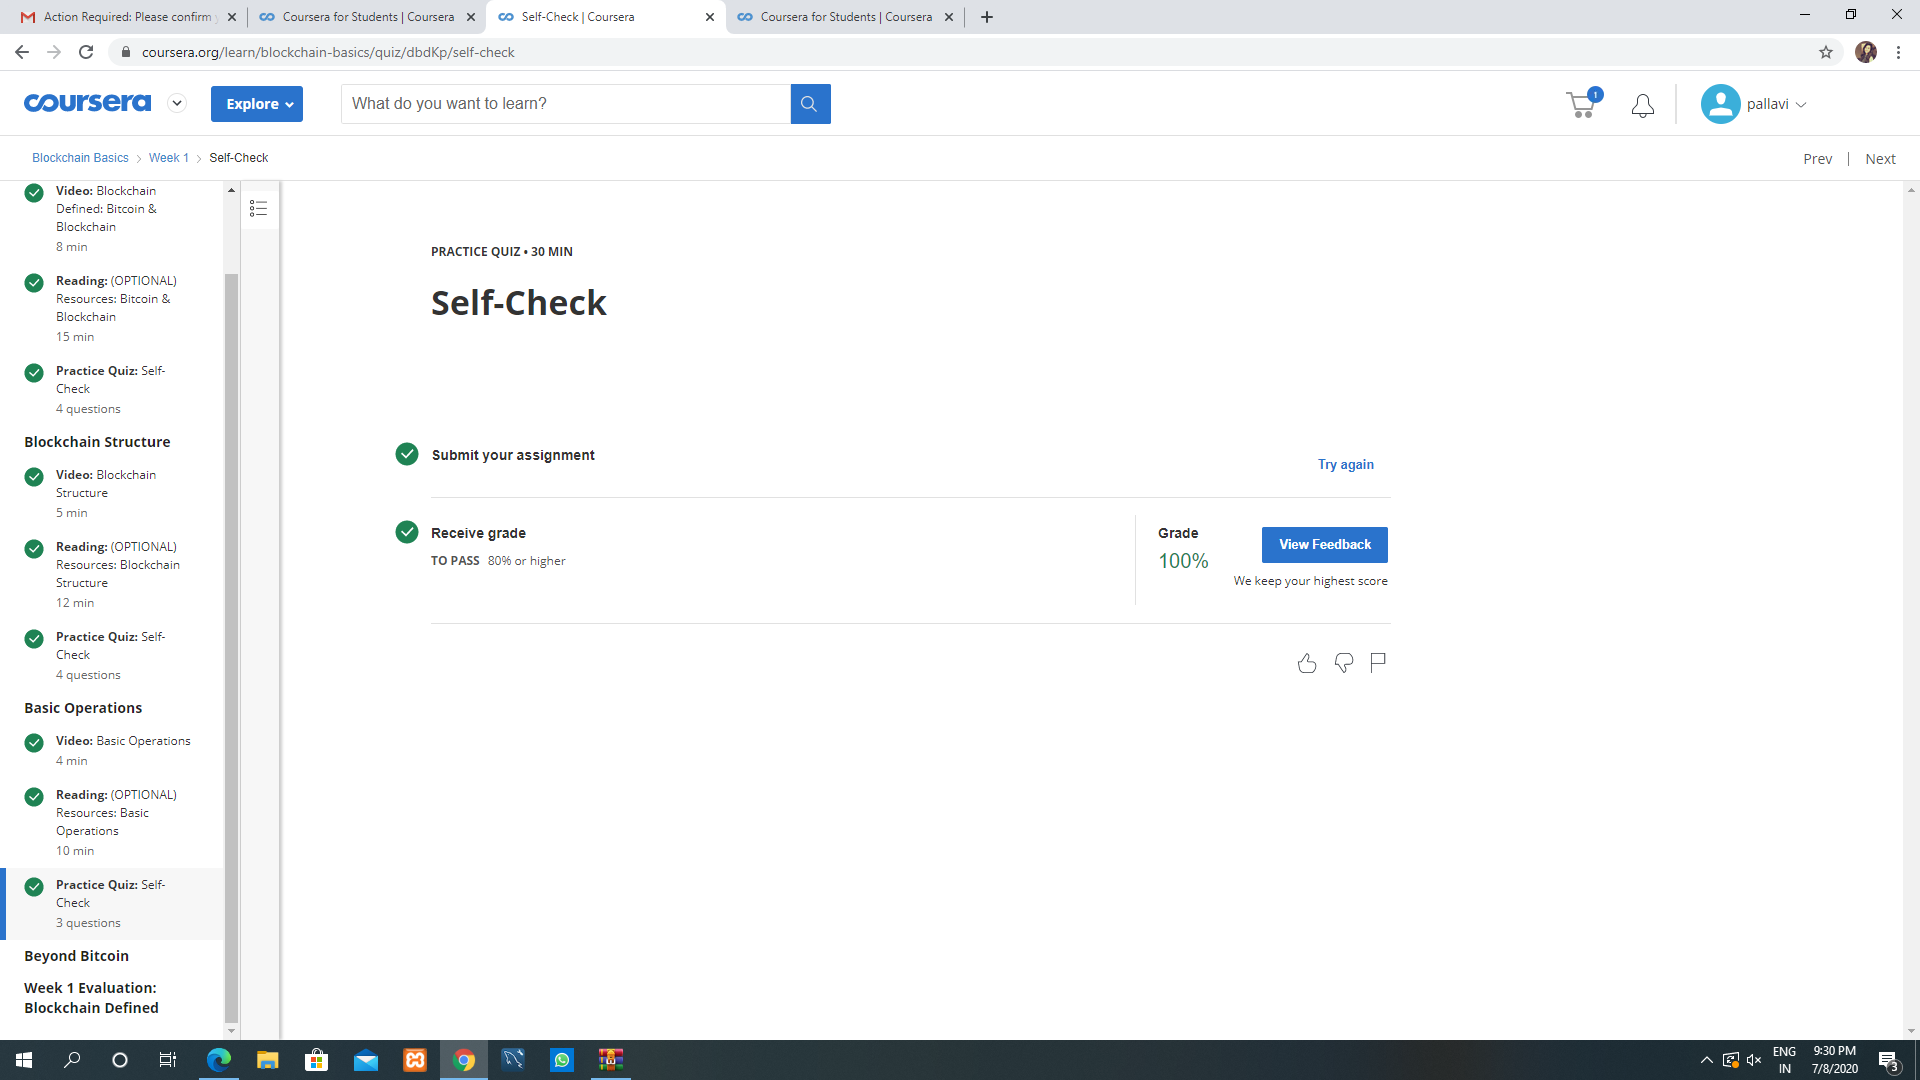 Action Required: Please confirm
Coursera for Students | Coursera
Self-Check | Coursera
Coursera for Students | Coursera
coursera.org/learn/blockchain-basics/quiz/dbdKp/self-check
coursera
Explore
What do you want to learn?
1
pallavi
Blockchain Basics
Week 1
Self-Check
Prev
Next
Video: Blockchain
Defined: Bitcoin &
Blockchain
8 min
Reading: (OPTIONAL)
Resources: Bitcoin &
Blockchain
15 min
Practice Quiz: Self-
Check
4 questions
Blockchain Structure
Video: Blockchain
Structure
5 min
Reading: (OPTIONAL)
Resources: Blockchain
Structure
12 min
Practice Quiz: Self-
Check
4 questions
Basic Operations
Video: Basic Operations
4 min
Reading: (OPTIONAL)
Resources: Basic
Operations
10 min
Practice Quiz: Self-
Check
3 questions
Beyond Bitcoin
Week 1 Evaluation:
Blockchain Defined
PRACTICE QUIZ • 30 MIN
Self-Check
Submit your assignment
Try again
Receive grade
TO PASS 80% or higher
Grade
100%
View Feedback
We keep your highest score
ENG
IN
9:30 PM
7/8/2020
3